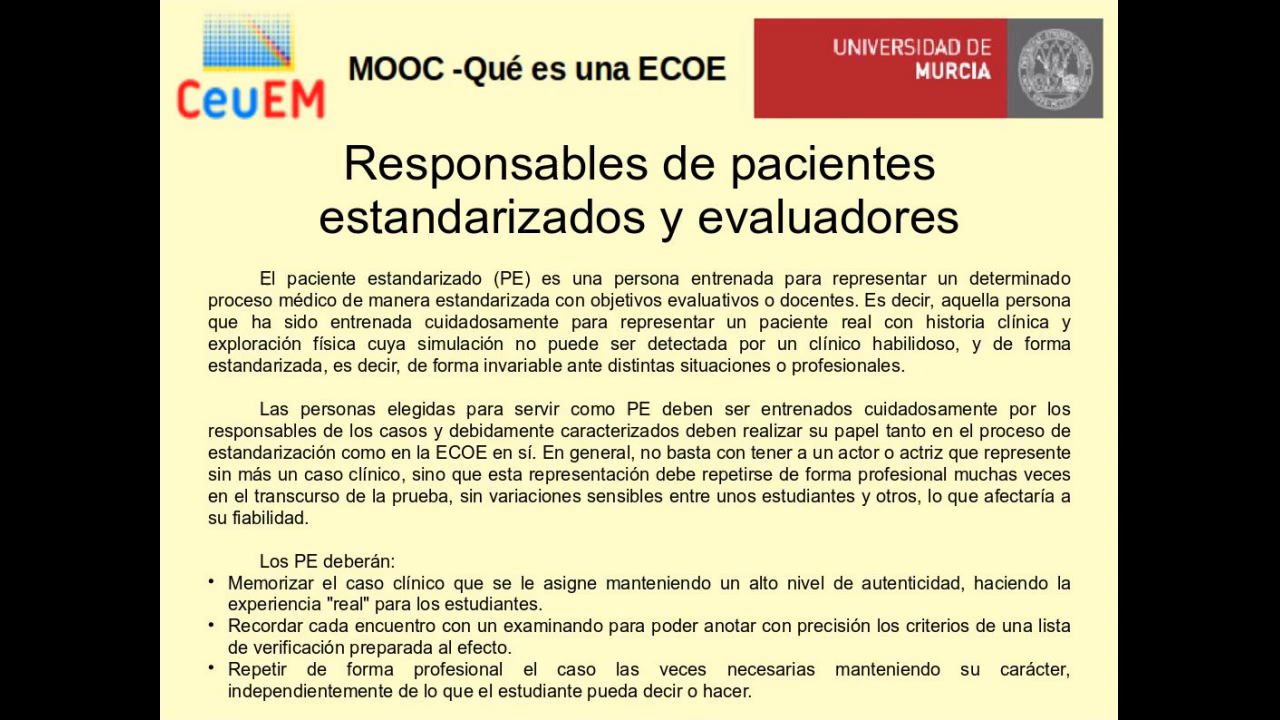 CeuEM
MOOC -Qué es una ECOE
UNIVERSIDAD DE
MURCIA
Responsables de pacientes
estandarizados y evaluadores
El paciente estandarizado (PE) es una persona entrenada para representar un determinado
proceso médico de manera estandarizada con objetivos evaluativos o docentes. Es decir, aquella persona
que ha sido entrenada cuidadosamente para representar un paciente real con historia clínica y
exploración física cuya simulación no puede ser detectada por un clínico habilidoso, y de forma
estandarizada, es decir, de forma invariable ante distintas situaciones o profesionales.
Las personas elegidas para servir como PE deben ser entrenados cuidadosamente por los
responsables de los casos y debidamente caracterizados deben realizar su papel tanto en el proceso de
estandarización como en la ECOE en sí. En general, no basta con tener a un actor o actriz que represente
sin más un caso clínico, sino que esta representación debe repetirse de forma profesional muchas veces
en el transcurso de la prueba, sin variaciones sensibles entre unos estudiantes y otros, lo que afectaría a
su fiabilidad.
Los PE deberán:
• Memorizar el caso clínico que se le asigne manteniendo un alto nivel de autenticidad, haciendo la
experiencia "real" para los estudiantes.
• Recordar cada encuentro con un examinando para poder anotar con precisión los criterios de una lista
de verificación preparada al efecto.
• Repetir de forma profesional el caso las veces necesarias manteniendo su carácter,
independientemente de lo que el estudiante pueda decir o hacer.